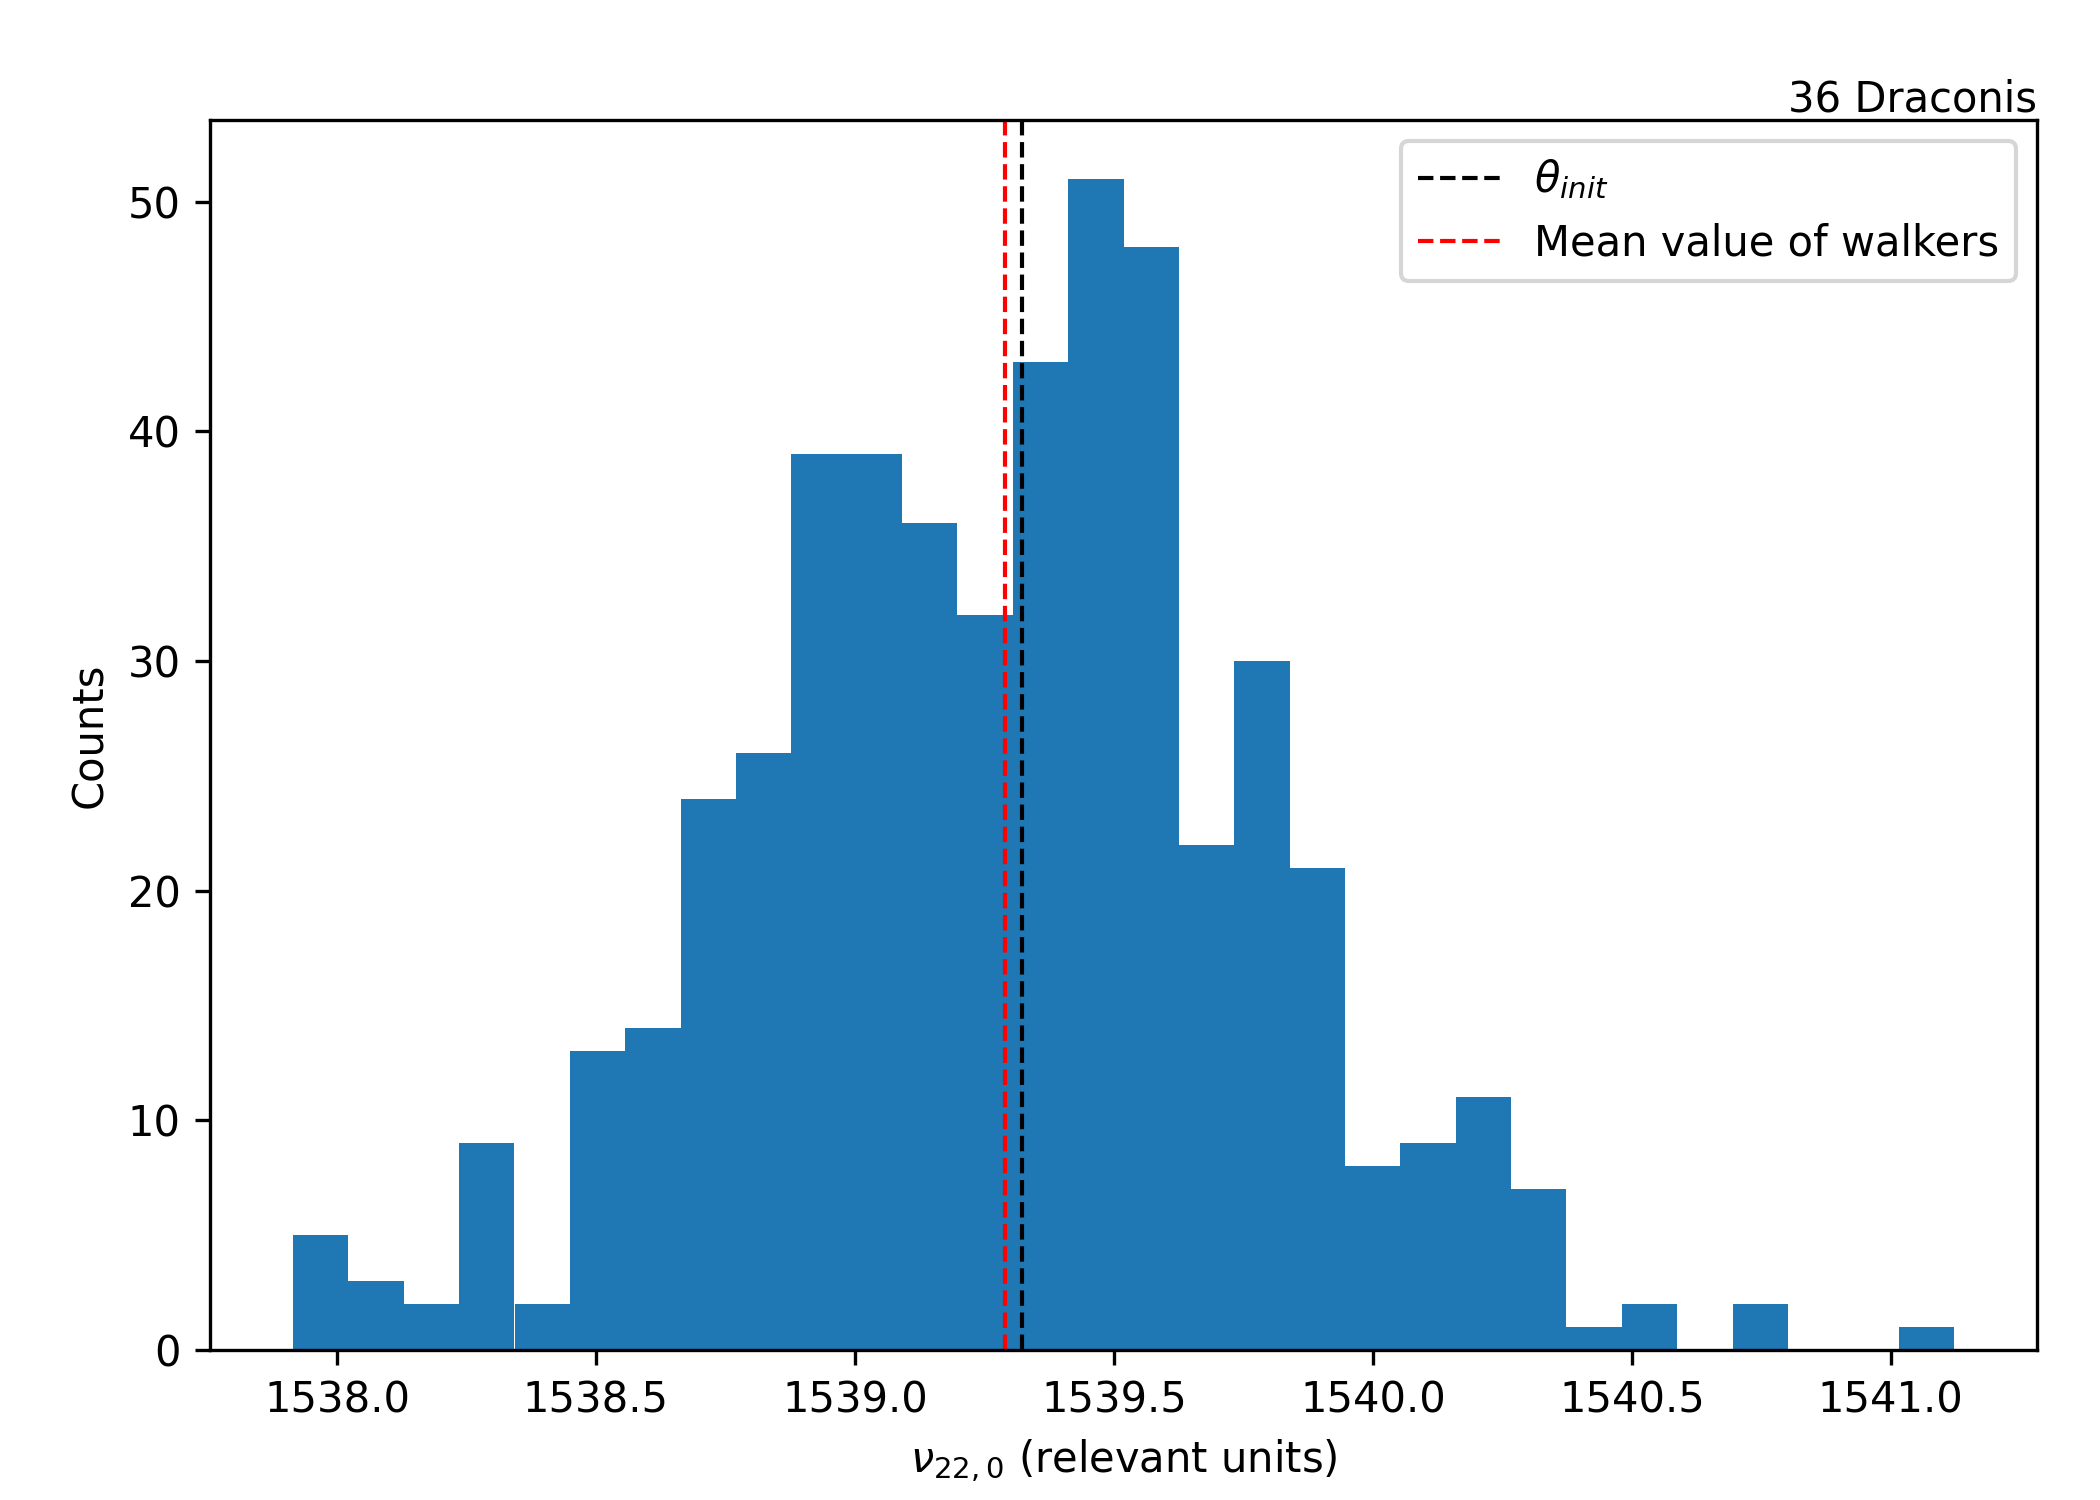 36 Draconis
θinit
Mean value of walkers
50
40
30
20
10
0
Counts
1538.0 1538.5 1539.0 1539.5 1540.0 1540.5 1541.0
ν22, 0 (relevant units)